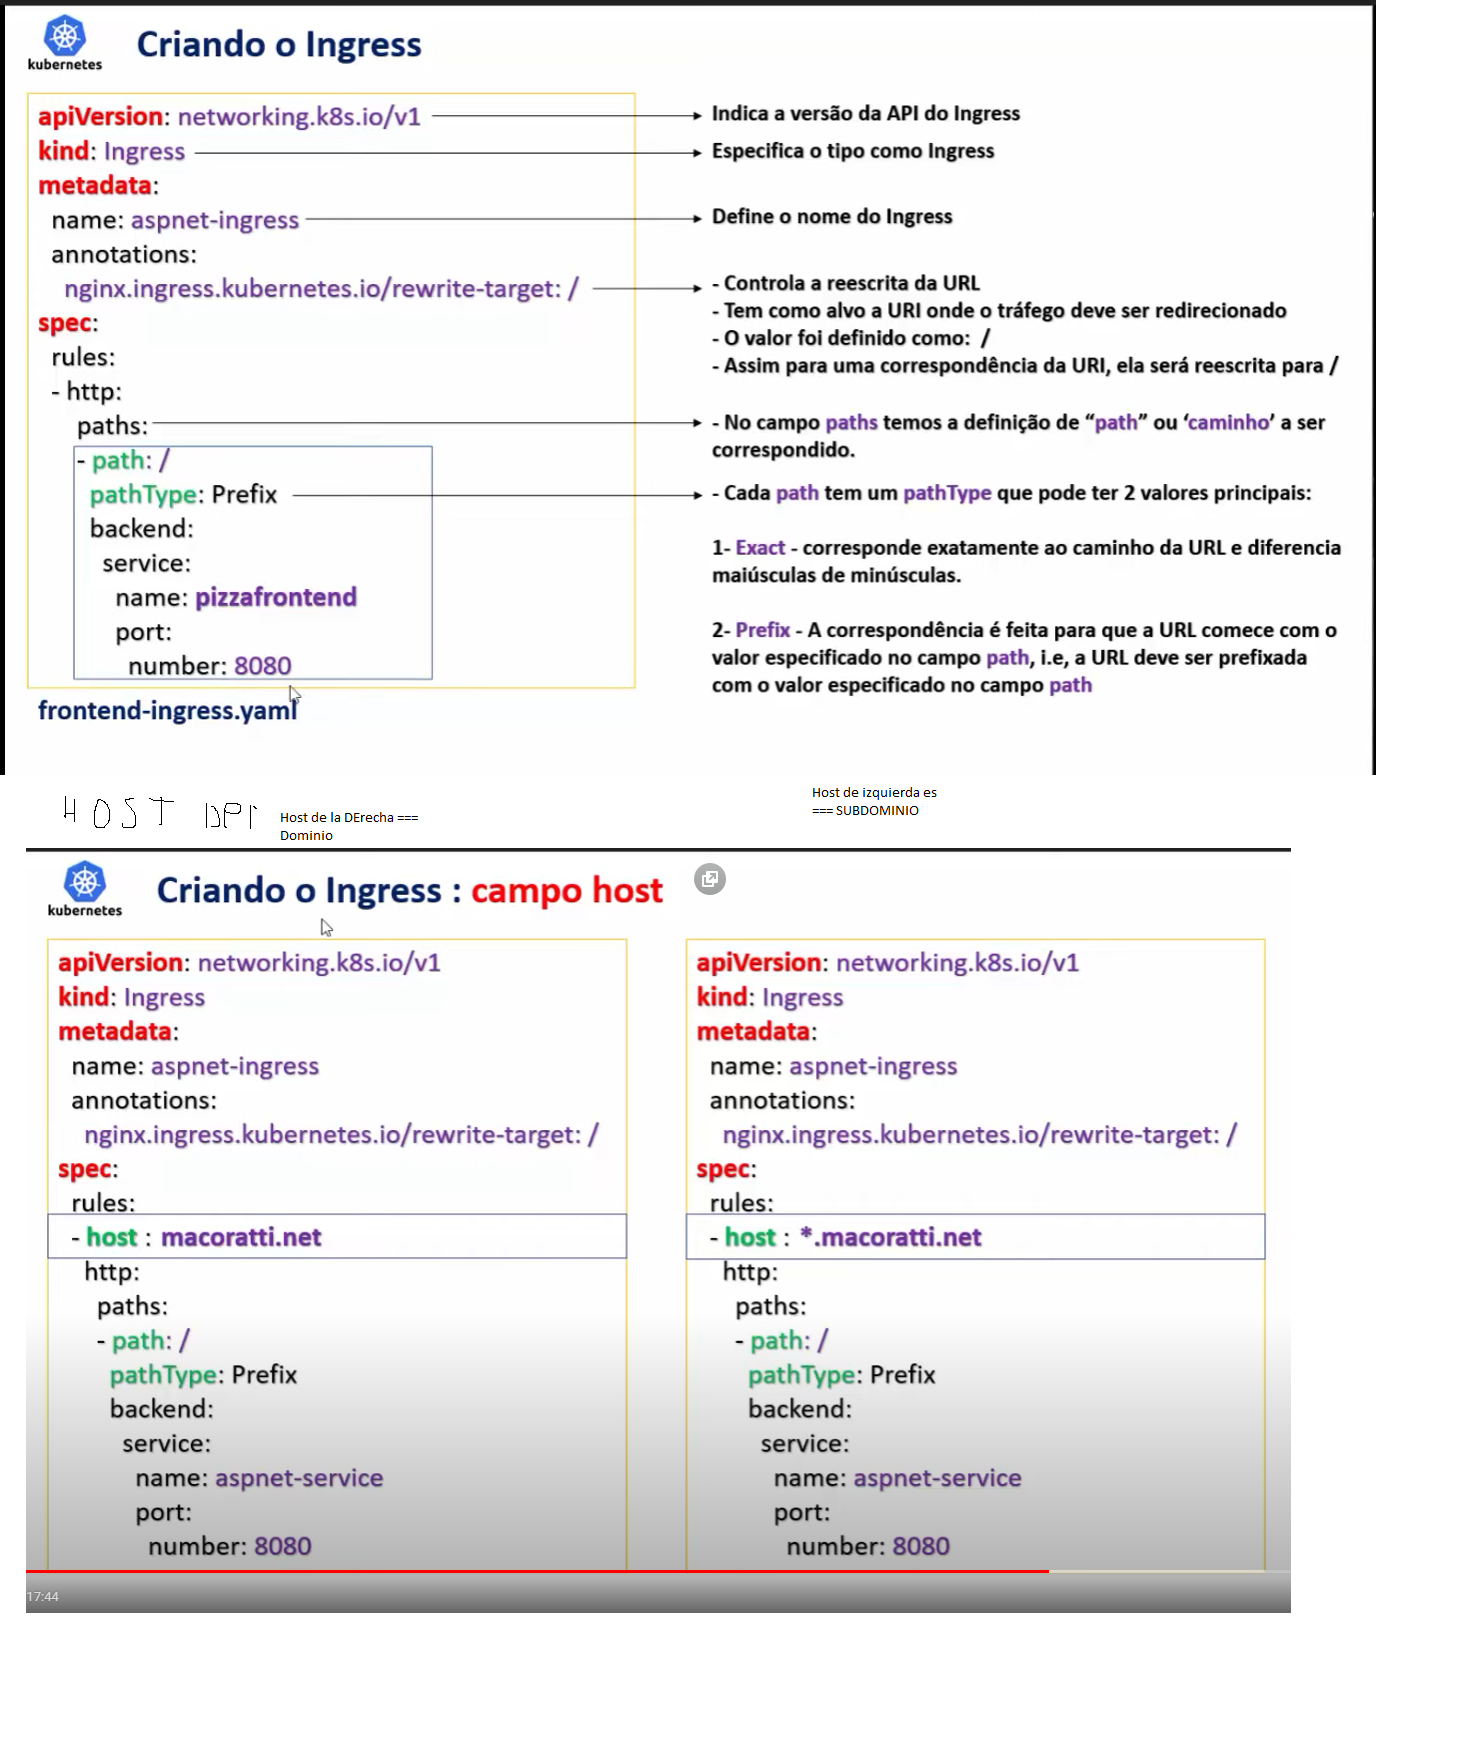 kubernetes
Criando o Ingress
apiVersion: networking.k8s.io/v1
kind: Ingress
metadata:
name: aspnet-ingress
annotations:
nginx.ingress.kubernetes.io/rewrite-target: /
spec:
rules:
- http:
paths:
- path: /
pathType: Prefix
backend:
service:
name: pizzafrontend
port:
number: 8080
frontend-ingress.yaml
Indica a versão da API do Ingress
Especifica o tipo como Ingress
Define o nome do Ingress
- Controla a reescrita da URL
- Tem como alvo a URI onde o tráfego deve ser redirecionado
- O valor foi definido como: /
- Assim para uma correspondência da URI, ela será reescrita para /
- No campo paths temos a definição de “path” ou ‘caminho’ a ser
correspondido.
- Cada path tem um pathType que pode ter 2 valores principais:
1- Exact - corresponde exatamente ao caminho da URL e diferencia
maiúsculas de minúsculas.
2- Prefix - A correspondência é feita para que a URL comece com o
valor especificado no campo path, i.e, a URL deve ser prefixada
com o valor especificado no campo path
HOST
Host de la DErecha ===
Dominio
Host de izquierda es
=== SUBDOMINIO
kubernetes
Criando o Ingress : campo host
apiVersion: networking.k8s.io/v1
kind: Ingress
metadata:
name: aspnet-ingress
annotations:
nginx.ingress.kubernetes.io/rewrite-target: /
spec:
rules:
- host : macoratti.net
http:
paths:
- path: /
pathType: Prefix
backend:
service:
name: aspnet-service
port:
number: 8080
apiVersion: networking.k8s.io/v1
kind: Ingress
metadata:
name: aspnet-ingress
annotations:
nginx.ingress.kubernetes.io/rewrite-target: /
spec:
rules:
- host : *.macoratti.net
http:
paths:
- path: /
pathType: Prefix
backend:
service:
name: aspnet-service
port:
number: 8080
17:44